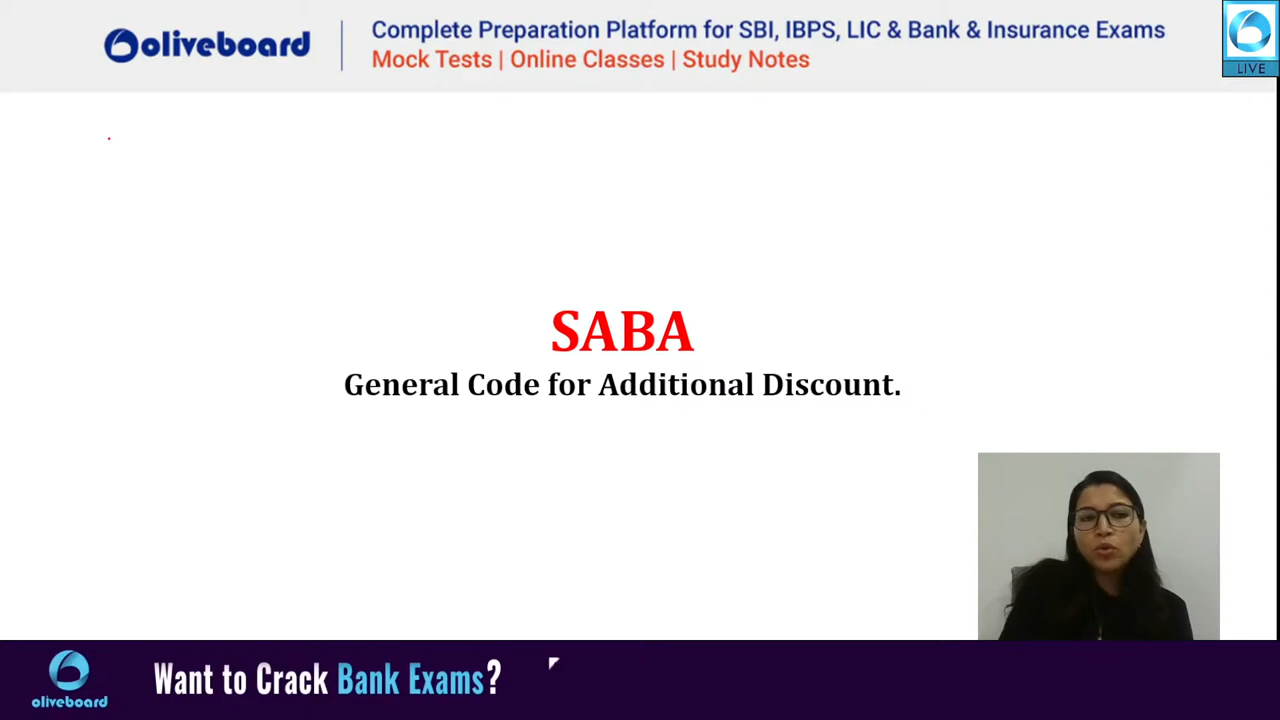 oliveboard
Complete Preparation Platform for SBI, IBPS, LIC & Bank & Insurance Exams
Mock Tests | Online Classes | Study Notes
LIVE
SABA
General Code for Additional Discount.
oliveboard
Want to Crack Bank Exams?